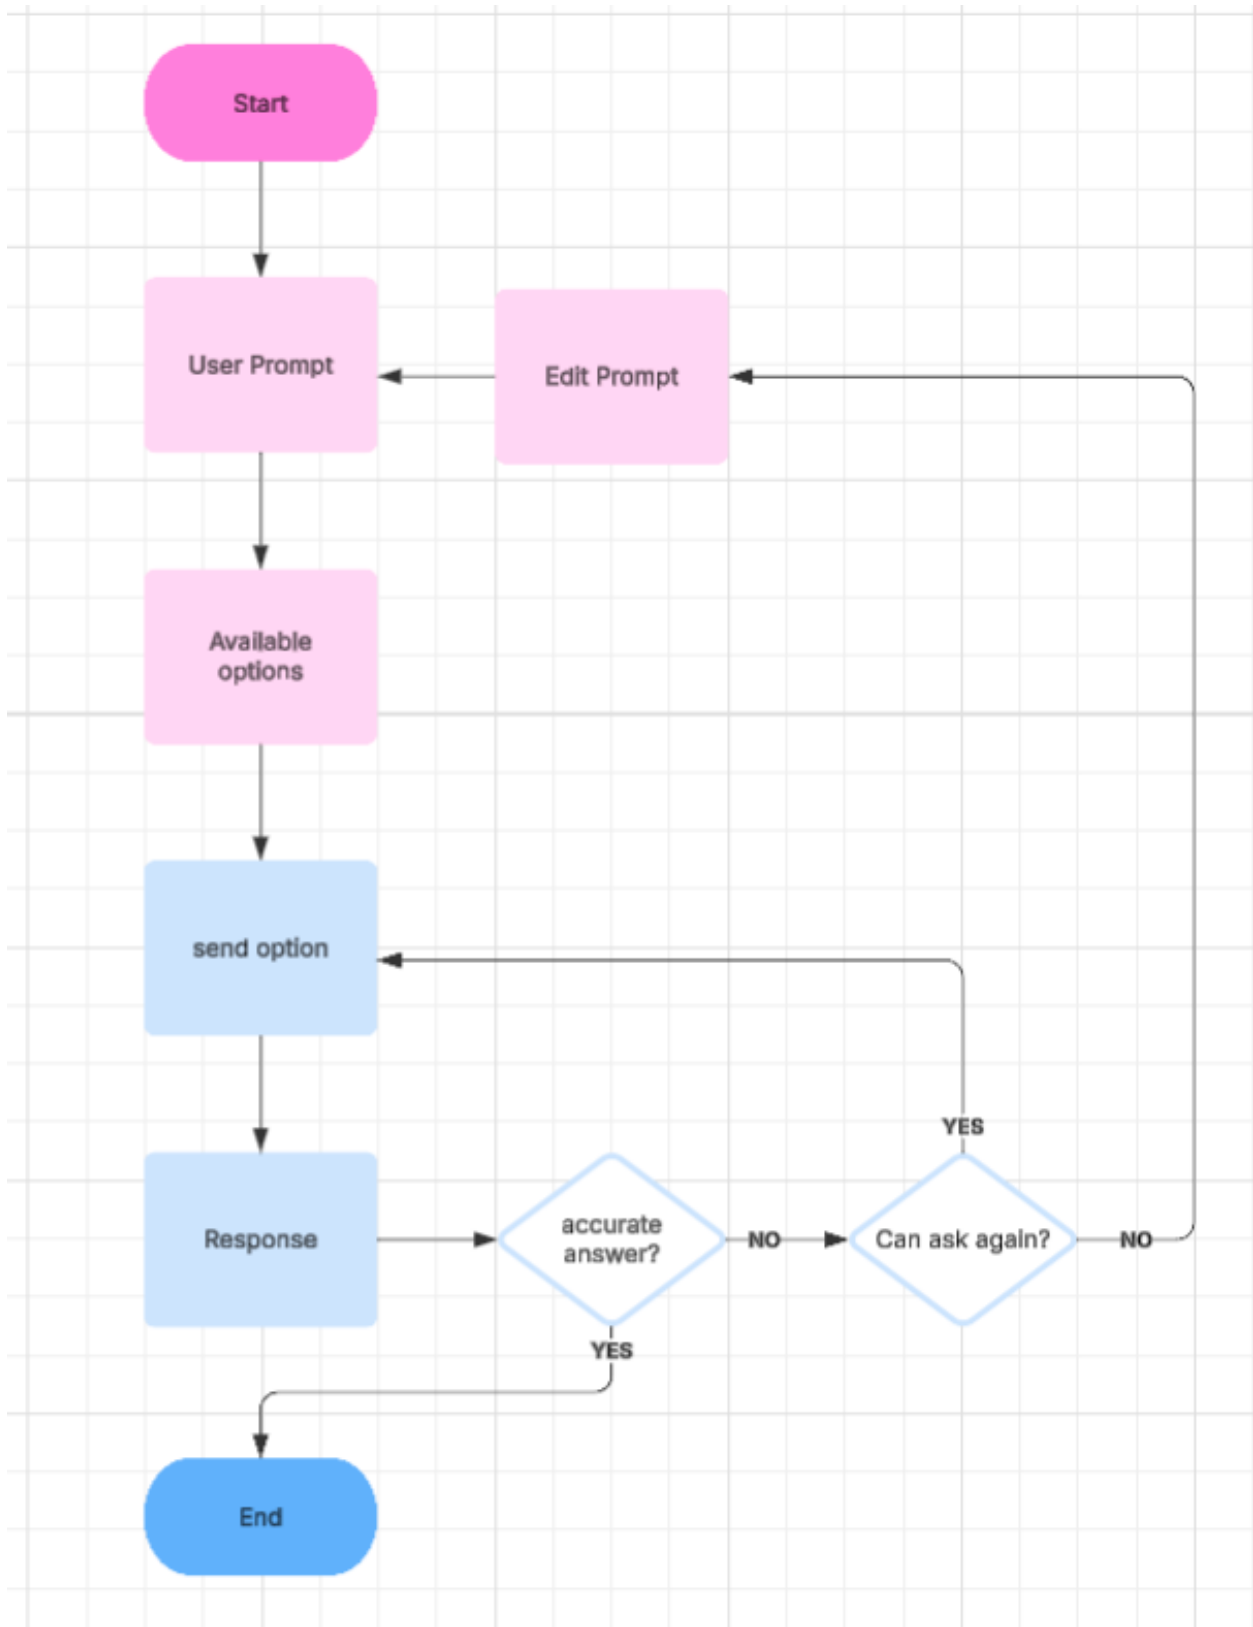 Start
User Prompt
Edit Prompt
Available
options
send option
YES
Response
accurate
answer?
NO
Can ask again?
NO
YES
End